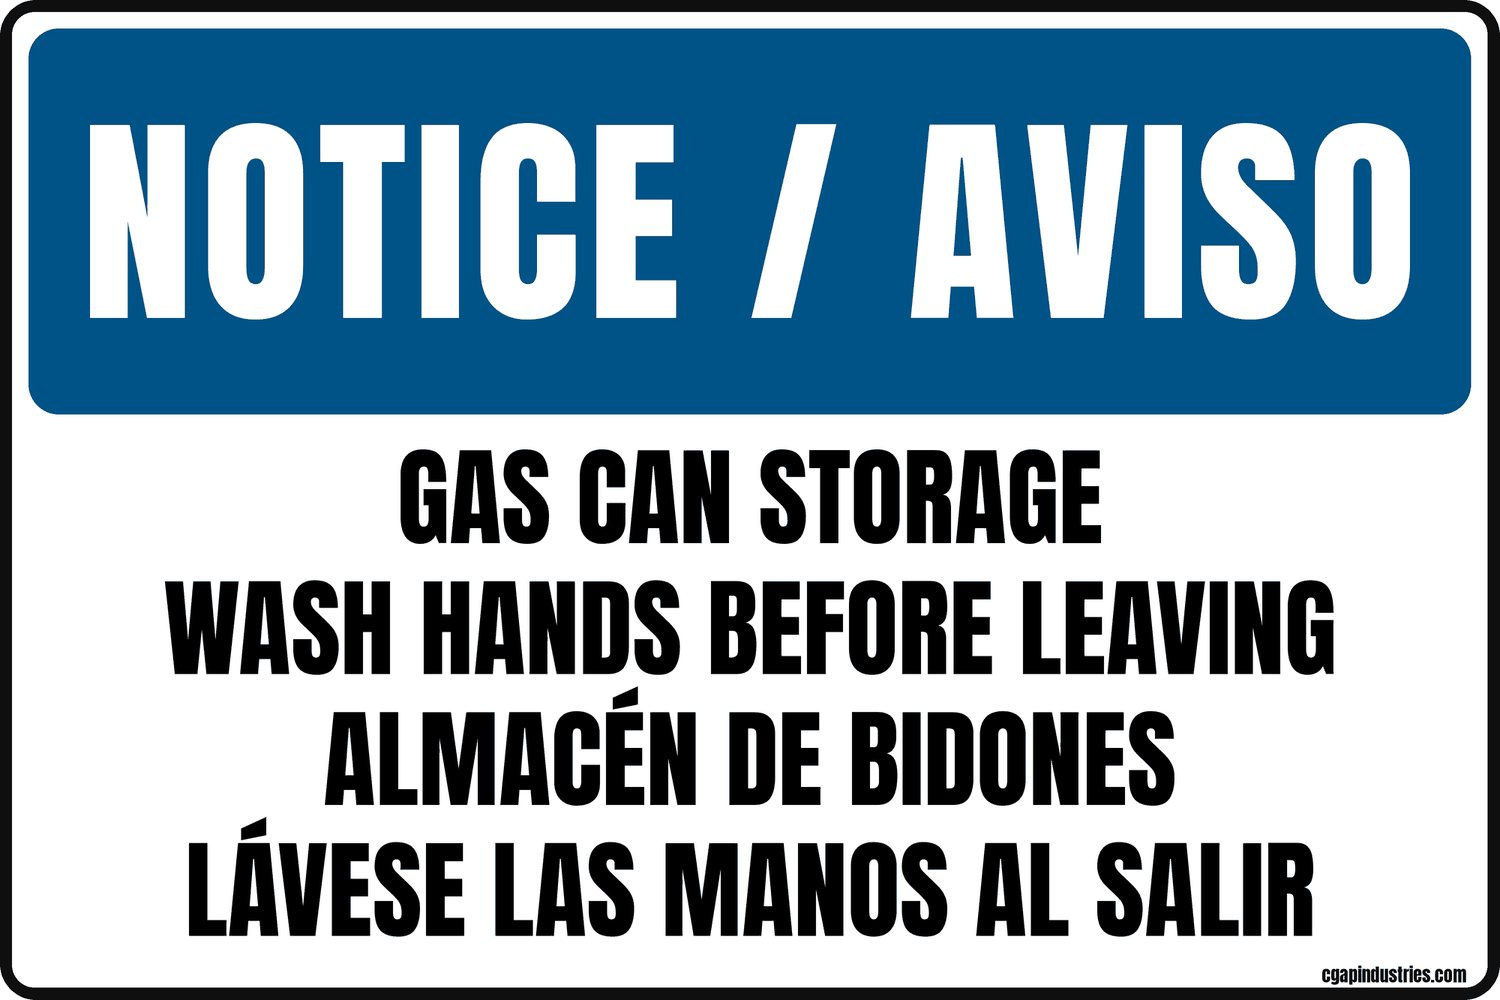 NOTICE / AVISO
GAS CAN STORAGE
WASH HANDS BEFORE LEAVING
ALMACÉN DE BIDONES
LÁVESE LAS MANOS AL SALIR
cgapindustries.com